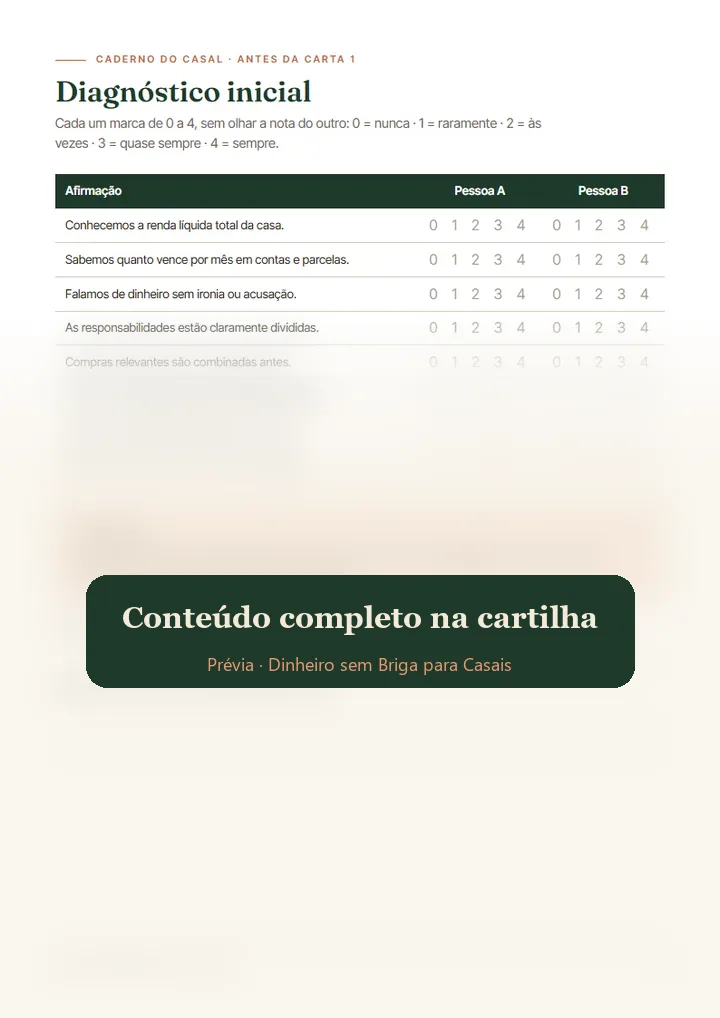 CADERNO DO CASAL · ANTES DA CARTA 1
Diagnóstico inicial
Cada um marca de 0 a 4, sem olhar a nota do outro: 0 = nunca · 1 = raramente · 2 = às
vezes · 3 = quase sempre · 4 = sempre.
Afirmação Pessoa A Pessoa B
Conhecemos a renda líquida total da casa. 0 1 2 3 4 0 1 2 3 4
Sabemos quanto vence por mês em contas e parcelas. 0 1 2 3 4 0 1 2 3 4
Falamos de dinheiro sem ironia ou acusação. 0 1 2 3 4 0 1 2 3 4
As responsabilidades estão claramente divididas. 0 1 2 3 4 0 1 2 3 4
Compras relevantes são combinadas antes. 0 1 2 3 4 0 1 2 3 4
Conteúdo completo na cartilha
Prévia · Dinheiro sem Briga para Casais